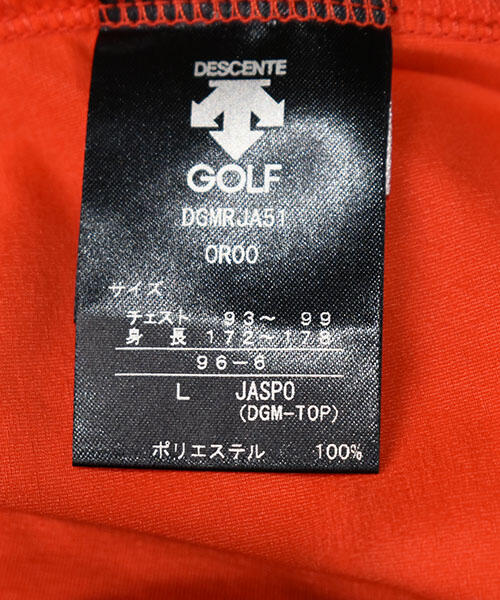 DESCENTE
GOLF
DGMRJA51
OR00
サイズ
チェスト 93～ 99
身 長 172～178
96-6
L JASPO
(DGM-TOP)
ポリエステル 100%